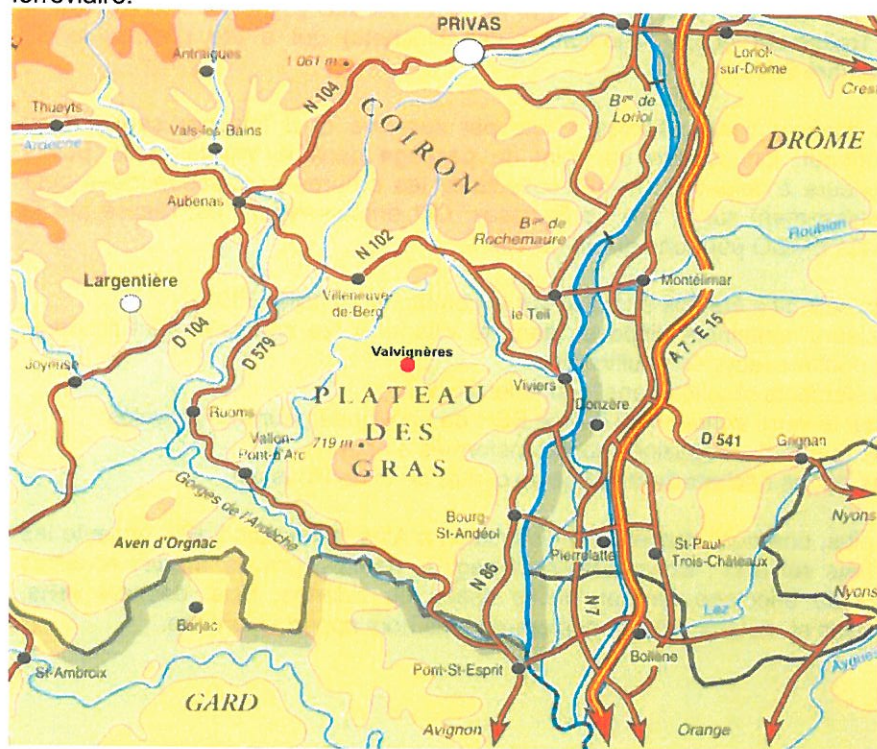 ferroviaire.
PRIVAS
Antraigues
1 061 m
Loriol-
sur-Drôme
Crest
Thueyts
Vals-les Bains
N 104
COIRON
Bge de
Loriol
DRÔME
Ardèche
Aubenas
Bge de
Rochemaure
Roubion
N 102
Largentière
Villeneuve-
de-Berg
le Teil
Montélimar
D 104
D 579
A 7 - E 15
Valvignères
Joyeuse
Viviers
PLATEAU
DES
GRAS
Ruoms
Donzère
719 m
Vallon-
Pont-d'Arc
D 541
Grignan
Gorges de l'Ardèche
Nyons
Bourg-
St-Andéol
Aven d'Orgnac
Pierrelatte
St-Paul-
Trois-Châteaux
N 86
N7
Nyons
Barjac
Lez
St-Ambroix
Pont-St-Esprit
Bollène
Aygues
GARD
Avignon
Orange